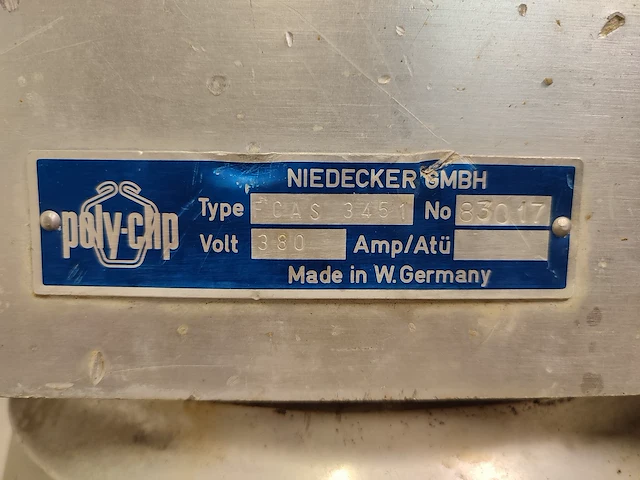 NIEDECKER GMBH
poly-clip
Type FCAS 3451 No 83017
Volt 380 Amp/Atü
Made in W. Germany